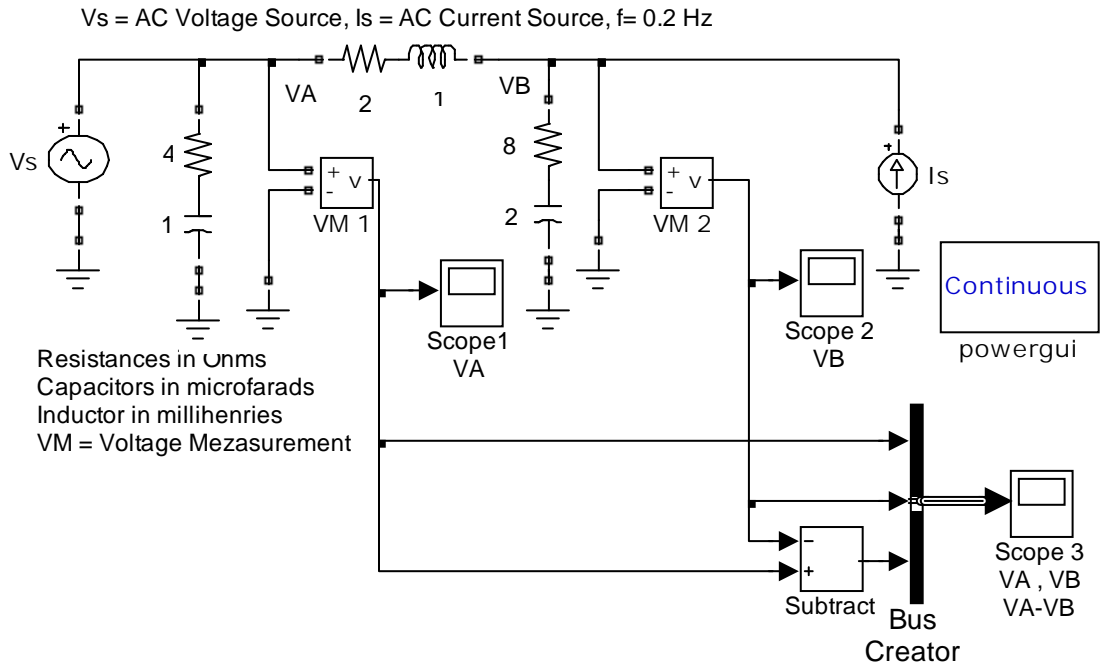 Vs = AC Voltage Source, Is = AC Current Source, f= 0.2 Hz
VA
2
1
VB
+
Vs
4
1
+
-
v
VM 1
8
2
+
-
v
VM 2
+
Is
Continuous
powergui
Scope1
VA
Scope 2
VB
Resistances in Ohms
Capacitors in microfarads
Inductor in millihenries
VM = Voltage Mezasurement
−
+
Subtract
Bus
Creator
Scope 3
VA , VB
VA-VB